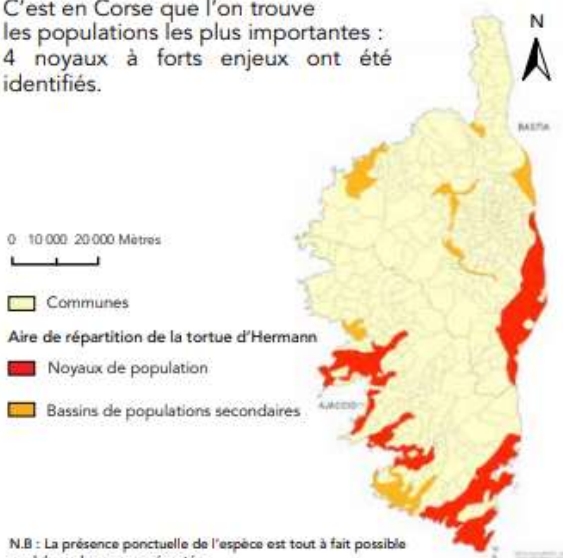 C'est en Corse que l'on trouve
les populations les plus importantes :
4 noyaux à forts enjeux ont été
identifiés.
N
BASTIA
0 10 000 20 000 Mètres
Communes
Aire de répartition de la tortue d'Hermann
Noyaux de population
Bassins de populations secondaires
AJACCIO
N.B : La présence ponctuelle de l'espèce est tout à fait possible